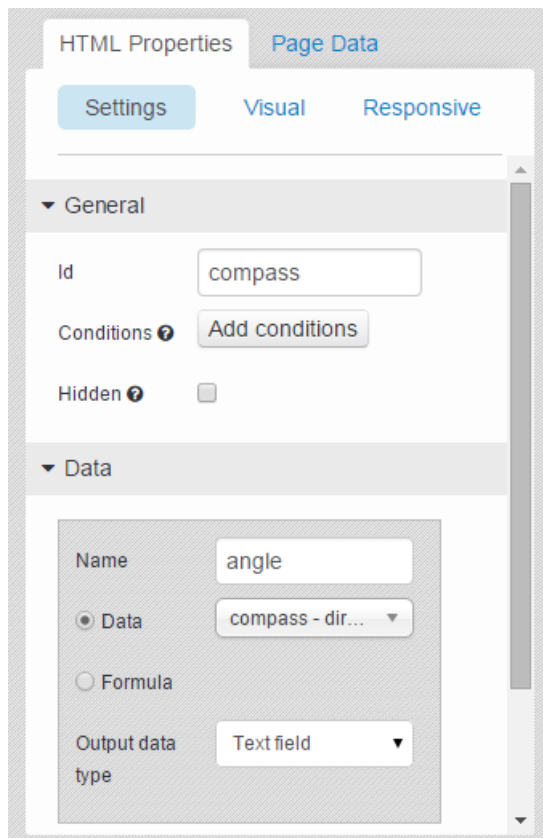 HTML Properties Page Data
Settings Visual Responsive
General
Id compass
Conditions Add conditions
Hidden
Data
Name angle
Data compass - dir...
Formula
Output data Text field
type